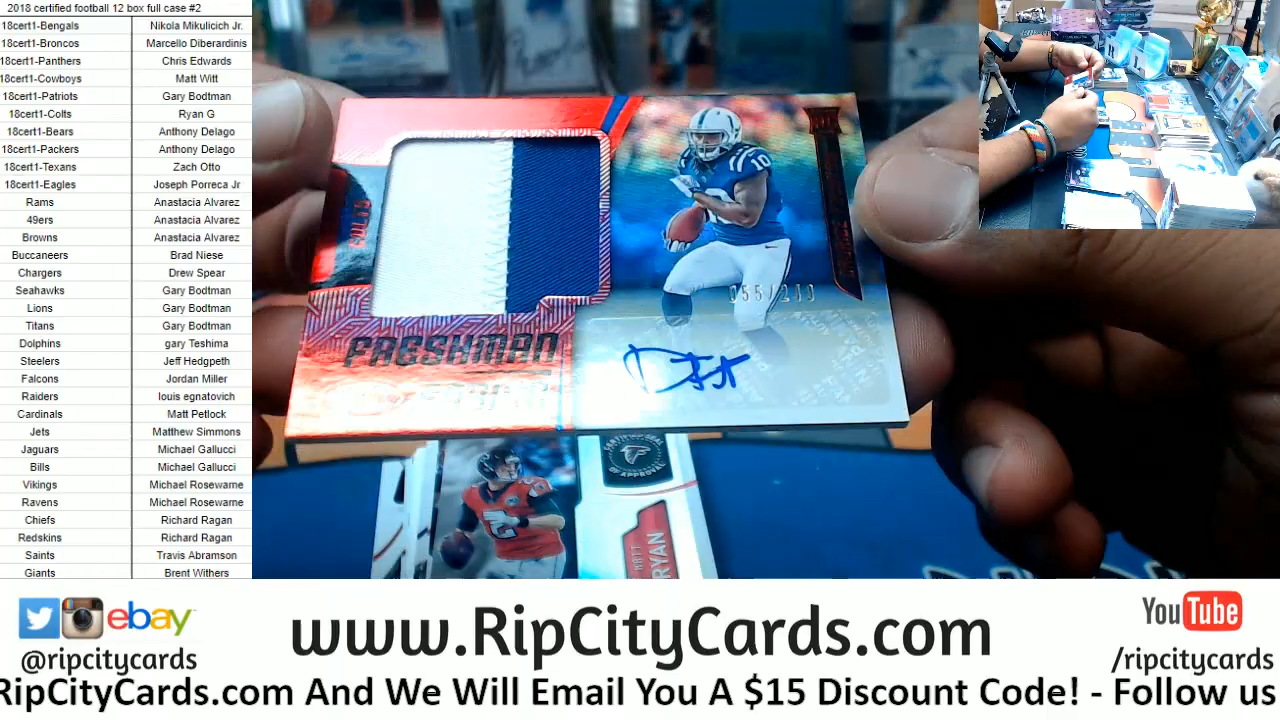 2018 certified football 12 box full case #2
18cert1-Bengals Nikola Mikulicich Jr.
18cert1-Broncos Marcello Diberardinis
18cert1-Panthers Chris Edwards
18cert1-Cowboys Matt Witt
18cert1-Patriots Gary Bodtman
18cert1-Colts Ryan G
18cert1-Bears Anthony Delago
18cert1-Packers Anthony Delago
18cert1-Texans Zach Otto
18cert1-Eagles Joseph Porreca Jr
Rams Anastacia Alvarez
49ers Anastacia Alvarez
Browns Anastacia Alvarez
Buccaneers Brad Niese
Chargers Drew Spear
Seahawks Gary Bodtman
Lions Gary Bodtman
Titans Gary Bodtman
Dolphins gary Teshima
Steelers Jeff Hedgpeth
Falcons Jordan Miller
Raiders louis egnatovich
Cardinals Matt Petlock
Jets Matthew Simmons
Jaguars Michael Gallucci
Bills Michael Gallucci
Vikings Michael Rosewarne
Ravens Michael Rosewarne
Chiefs Richard Ragan
Redskins Richard Ragan
Saints Travis Abramson
Giants Brent Withers
COLTS
10
FRESHMAN
OF APPROVAL
2
MATT
RYAN
ebay
@ripcitycards
www.RipCityCards.com
YouTube
/ripcitycards
RipCityCards.com And We Will Email You A $15 Discount Code! - Follow us